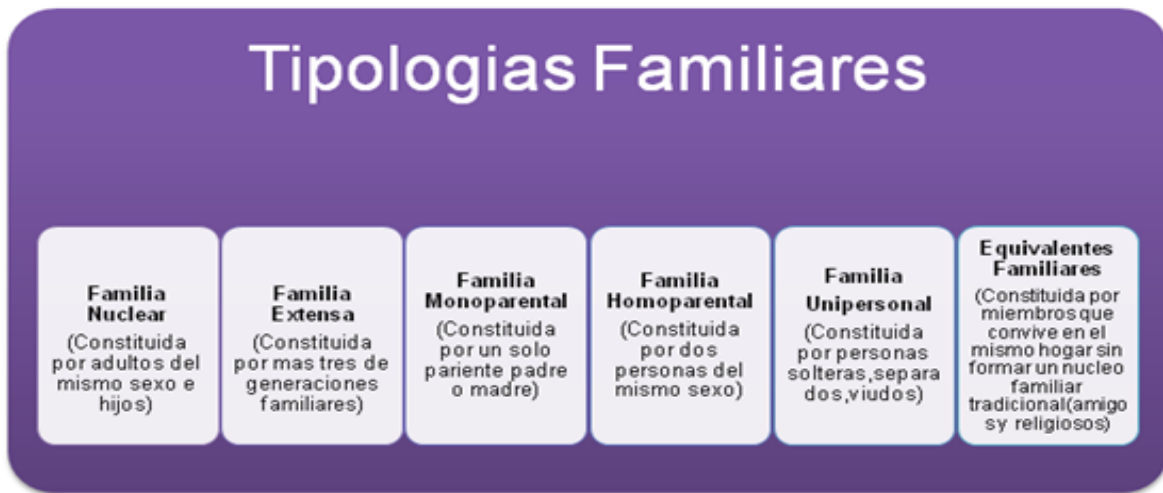 Tipologias Familiares
Familia
Nuclear
(Constituida
por adultos del
mismo sexo e
hijos)
Familia
Extensa
(Constituida
por mas tres de
generaciones
familiares)
Familia
Monoparental
(Constituida
por un solo
pariente padre
o madre)
Familia
Homoparental
(Constituida
por dos
personas del
mismo sexo)
Familia
Unipersonal
(Constituida
por personas
solteras,separa
dos,viudos)
Equivalentes
Familiares
(Constituida por
miembros que
convive en el
mismo hogar sin
formar un nucleo
familiar
tradicional(amigo
sy religiosos)